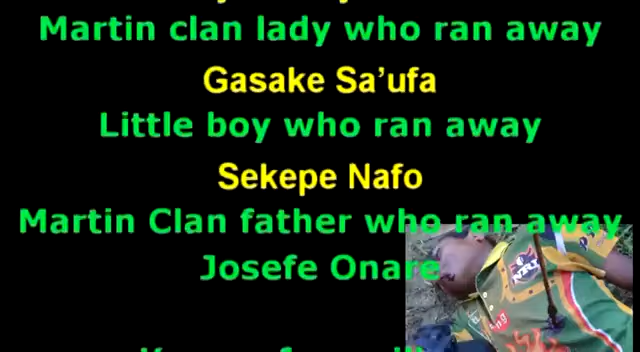 Martin clan lady who ran away
Gasake Sa'ufa
Little boy who ran away
Sekepe Nafo
Martin Clan father who ran away
Josefe Onare
NRI